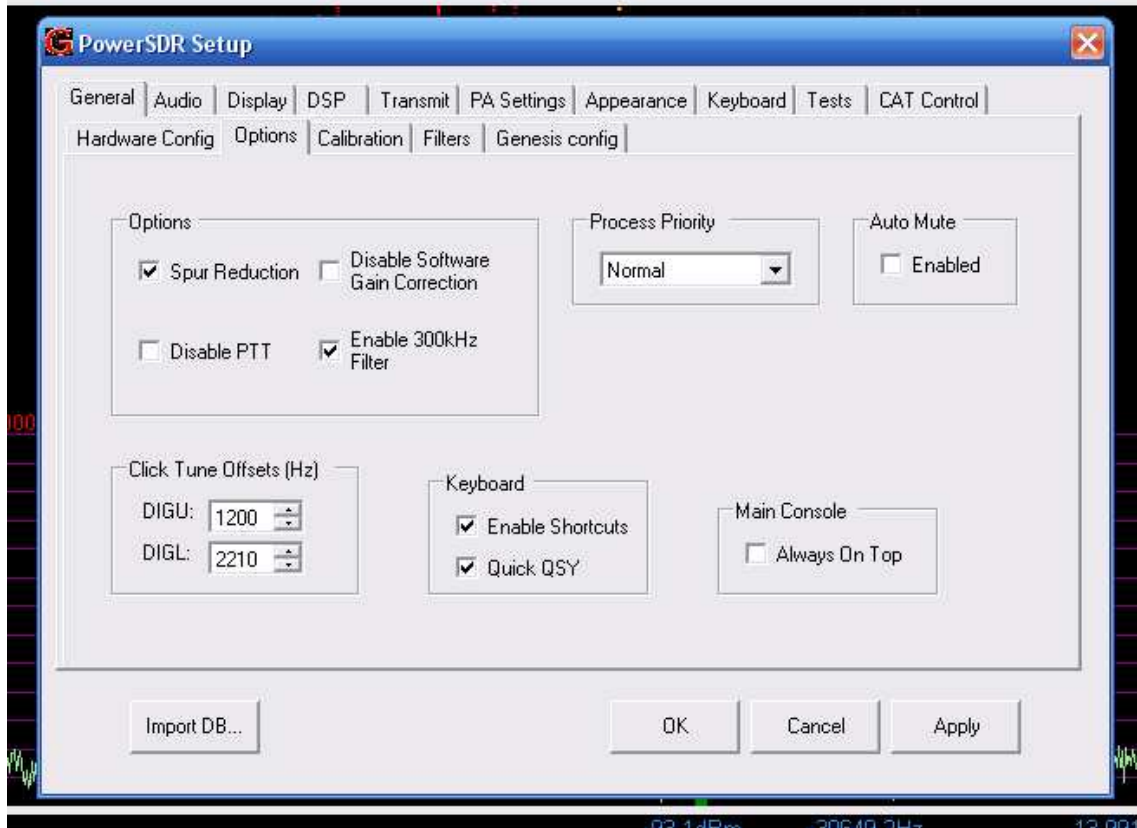 PowerSDR Setup
General Audio Display DSP Transmit PA Settings Appearance Keyboard Tests CAT Control
Hardware Config Options Calibration Filters Genesis config
Options
Spur Reduction
Disable Software
Gain Correction
Disable PTT
Enable 300kHz
Filter
Process Priority
Normal
Auto Mute
Enabled
Click Tune Offsets (Hz)
DIGU: 1200
DIGL: 2210
Keyboard
Enable Shortcuts
Quick QSY
Main Console
Always On Top
Import DB...
OK
Cancel
Apply